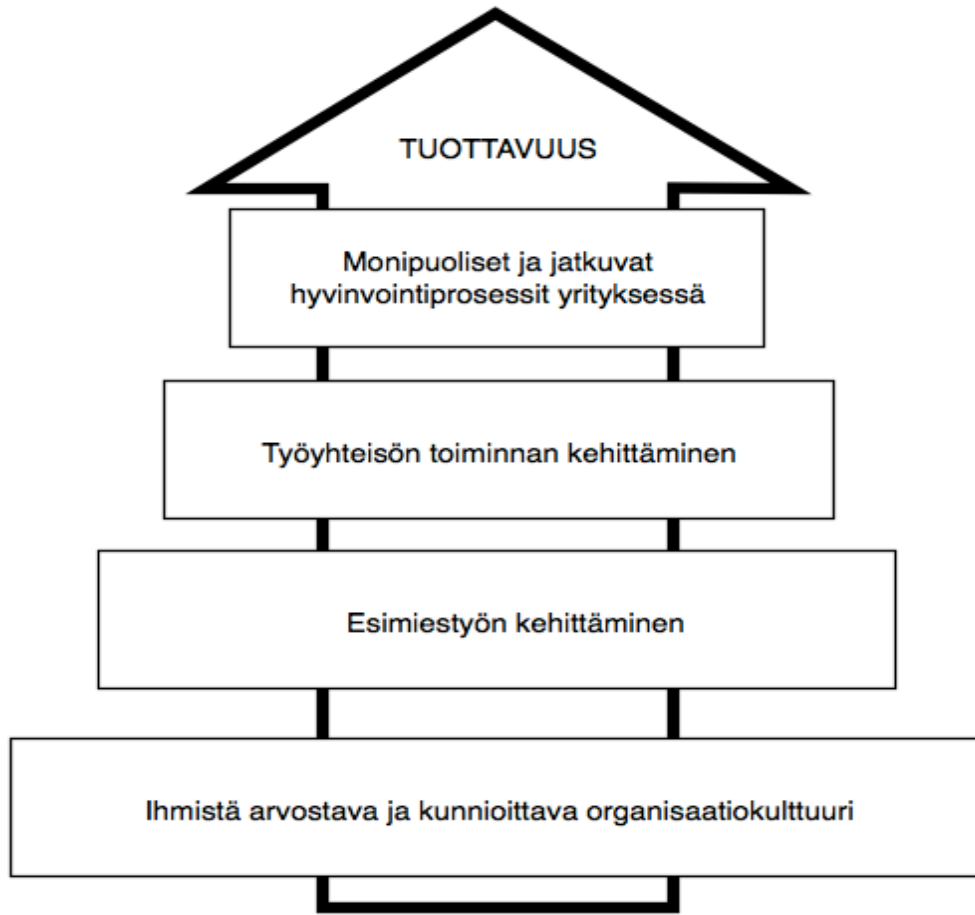 TUOTTAVUUS
Monipuoliset ja jatkuvat
hyvinvointiprosessit yrityksessä
Työyhteisön toiminnan kehittäminen
Esimiestyön kehittäminen
Ihmistä arvostava ja kunnioittava organisaatiokulttuuri